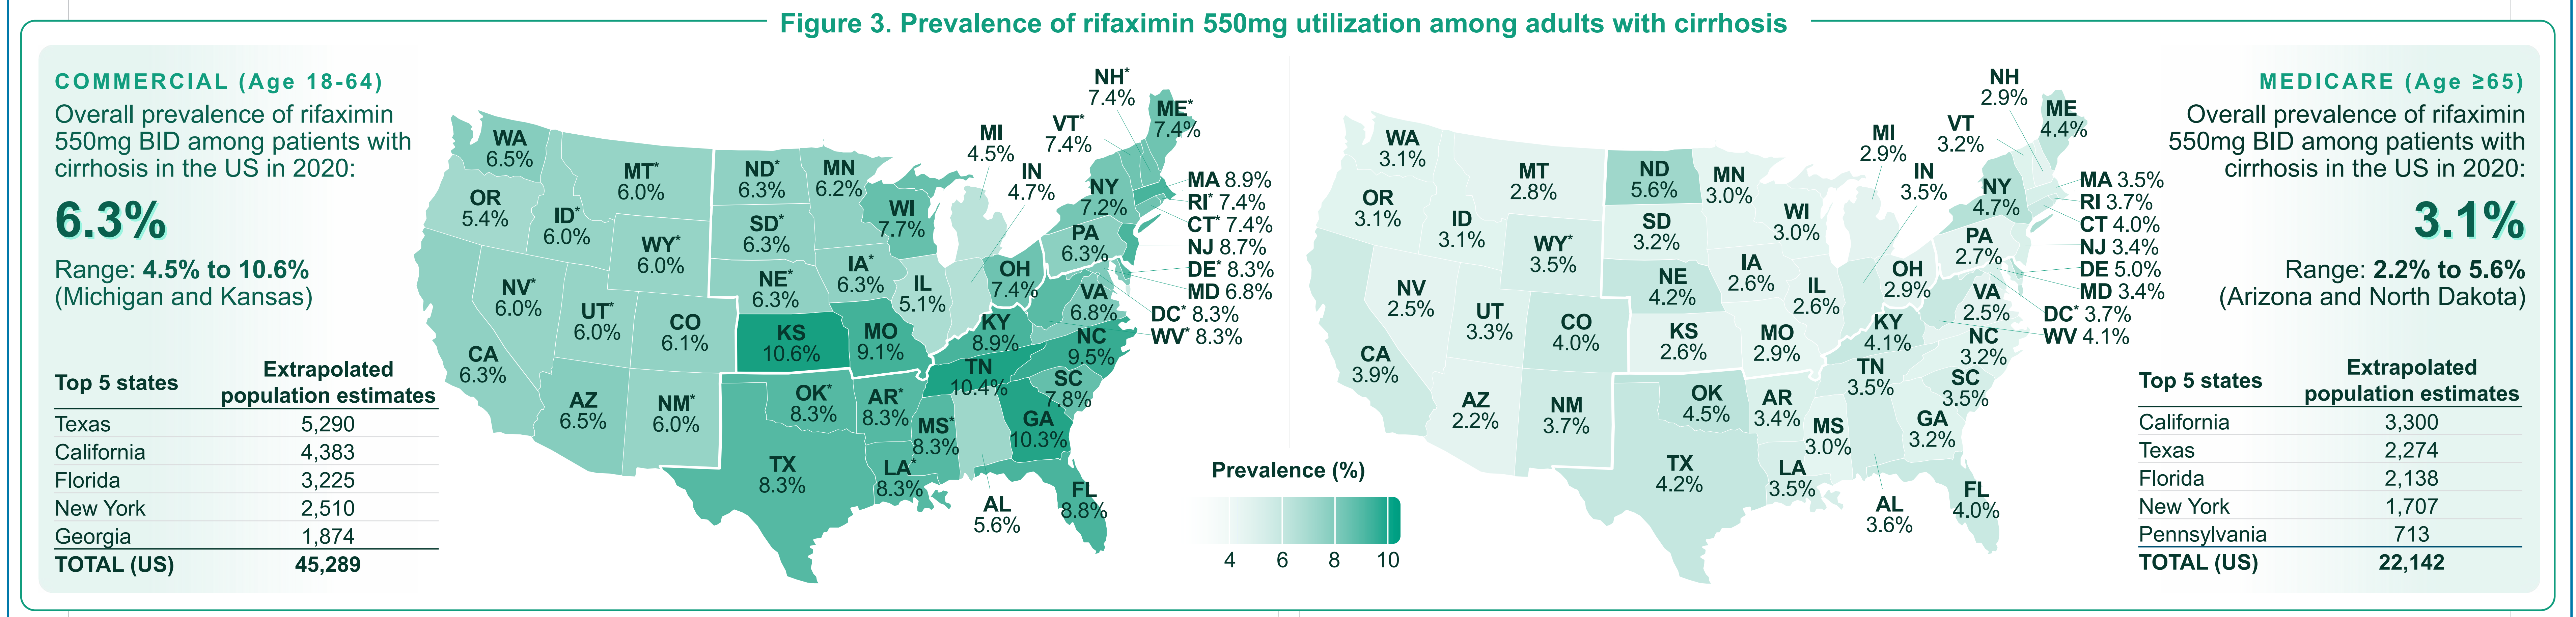 Figure 3. Prevalence of rifaximin 550mg utilization among adults with cirrhosis
COMMERCIAL (Age 18-64)
Overall prevalence of rifaximin
550mg BID among patients with
cirrhosis in the US in 2020:
6.3%
Range: 4.5% to 10.6%
(Michigan and Kansas)
Top 5 states Extrapolated population estimates
Texas 5,290
California 4,383
Florida 3,225
New York 2,510
Georgia 1,874
TOTAL (US) 45,289
WA
6.5%
OR
5.4%
ID*
6.0%
MT*
6.0%
WY*
6.0%
NV*
6.0%
UT*
6.0%
CO
6.1%
CA
6.3%
AZ
6.5%
NM*
6.0%
ND*
6.3%
SD*
6.3%
NE*
6.3%
KS
10.6%
MN
6.2%
IA*
6.3%
MO
9.1%
WI
7.7%
IL
5.1%
MI
4.5%
IN
4.7%
OH
7.4%
KY
8.9%
TN
10.4%
OK*
8.3%
AR*
8.3%
TX
8.3%
LA*
8.3%
MS*
8.3%
AL
5.6%
GA
10.3%
FL
8.8%
SC
7.8%
NC
9.5%
VA
6.8%
PA
6.3%
NY
7.2%
VT*
7.4%
NH*
7.4%
ME*
7.4%
MA 8.9%
RI* 7.4%
CT* 7.4%
NJ 8.7%
DE* 8.3%
MD 6.8%
DC* 8.3%
WV* 8.3%
Prevalence (%)
4 6 8 10
WA
3.1%
OR
3.1%
ID
3.1%
MT
2.8%
WY*
3.5%
NV
2.5%
UT
3.3%
CO
4.0%
CA
3.9%
AZ
2.2%
NM
3.7%
ND
5.6%
SD
3.2%
NE
4.2%
KS
2.6%
MN
3.0%
IA
2.6%
MO
2.9%
WI
3.0%
IL
2.6%
MI
2.9%
IN
3.5%
OH
2.9%
KY
4.1%
TN
3.5%
OK
4.5%
AR
3.4%
TX
4.2%
LA
3.5%
MS
3.0%
AL
3.6%
GA
3.2%
FL
4.0%
SC
3.5%
NC
3.2%
VA
2.5%
PA
2.7%
NY
4.7%
VT
3.2%
NH
2.9%
ME
4.4%
MA 3.5%
RI 3.7%
CT 4.0%
NJ 3.4%
DE 5.0%
MD 3.4%
DC* 3.7%
WV 4.1%
MEDICARE (Age ≥65)
Overall prevalence of rifaximin
550mg BID among patients with
cirrhosis in the US in 2020:
3.1%
Range: 2.2% to 5.6%
(Arizona and North Dakota)
Top 5 states Extrapolated population estimates
California 3,300
Texas 2,274
Florida 2,138
New York 1,707
Pennsylvania 713
TOTAL (US) 22,142